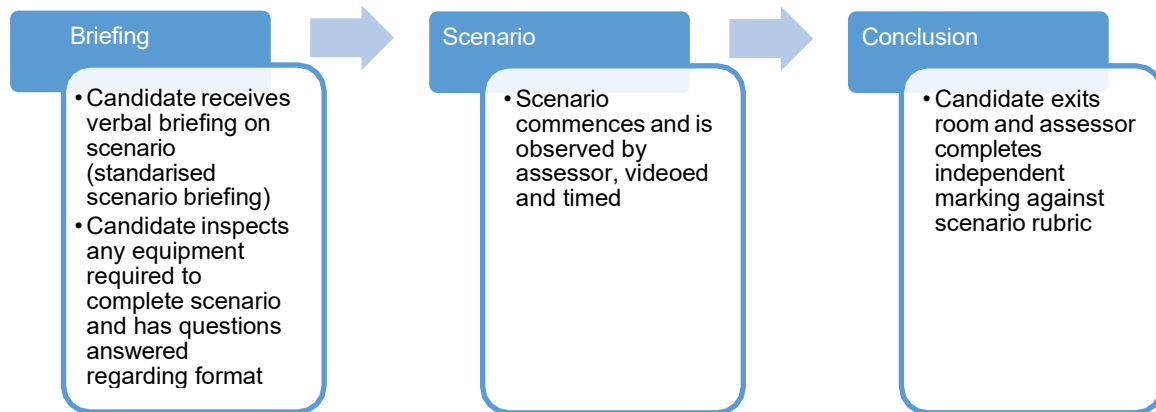 Briefing
• Candidate receives
verbal briefing on
scenario
(standarised
scenario briefing)
• Candidate inspects
any equipment
required to
complete scenario
and has questions
answered
regarding format
Scenario
• Scenario
commences and is
observed by
assessor, videoed
and timed
Conclusion
• Candidate exits
room and assessor
completes
independent
marking against
scenario rubric